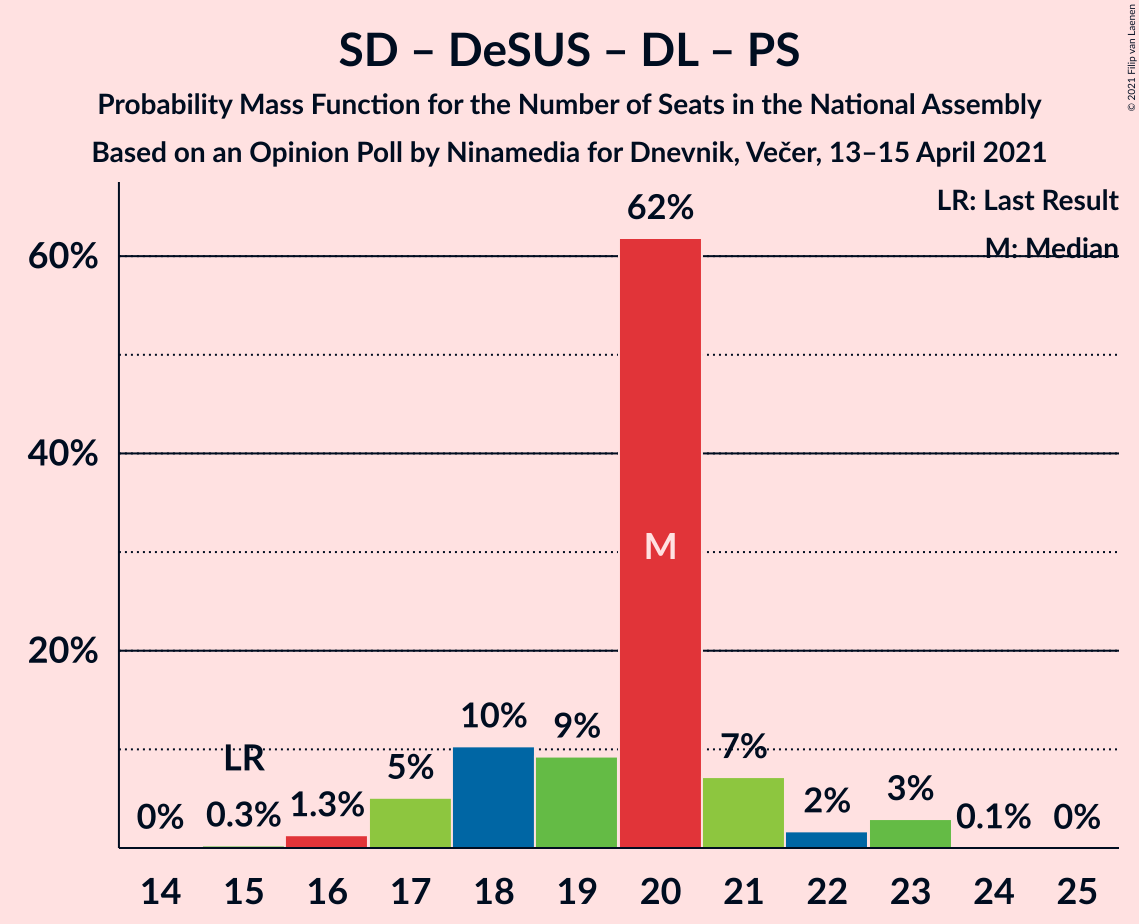 SD – DeSUS – DL – PS
Probability Mass Function for the Number of Seats in the National Assembly
Based on an Opinion Poll by Ninamedia for Dnevnik, Večer, 13–15 April 2021
© 2021 Filip van Laenen
LR: Last Result
M: Median
60%
40%
20%
0%
LR
0.3%
1.3%
5%
10%
9%
62%
M
7%
2%
3%
0.1%
0%
14 15 16 17 18 19 20 21 22 23 24 25